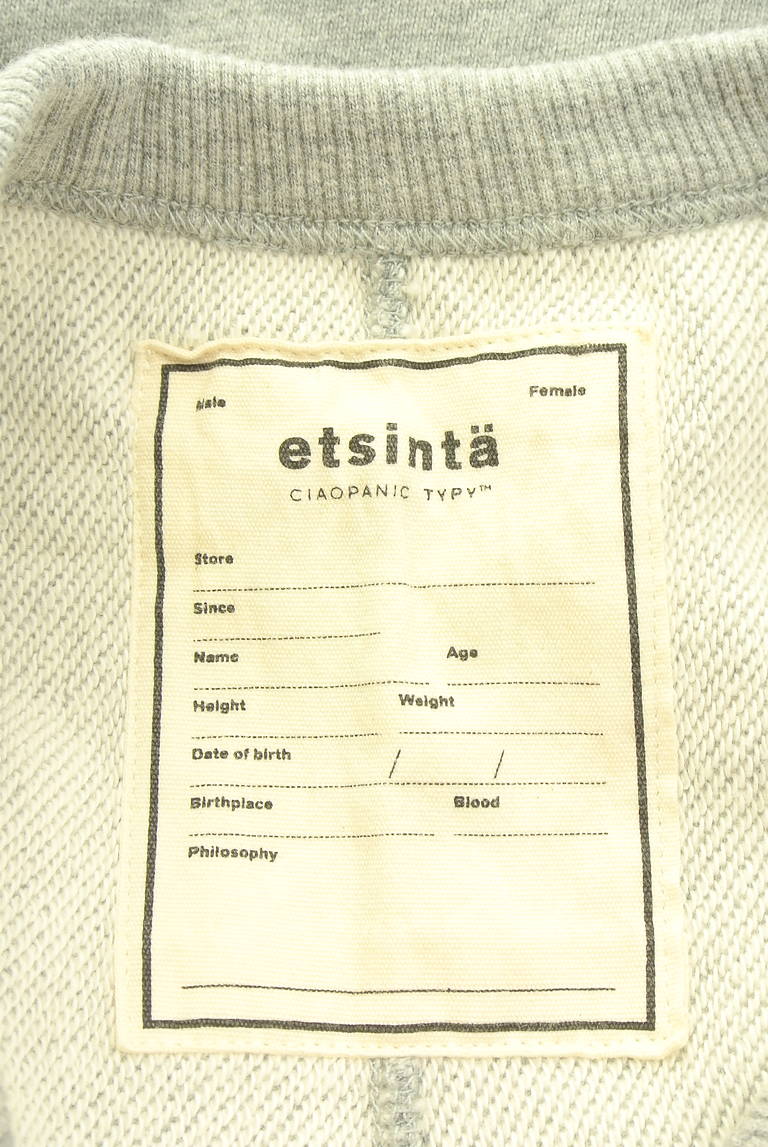 Male Female
etsintä
CIAOPANIC TYPY™
Store
Since
Name Age
Height Weight
Date of birth / /
Birthplace Blood
Philosophy